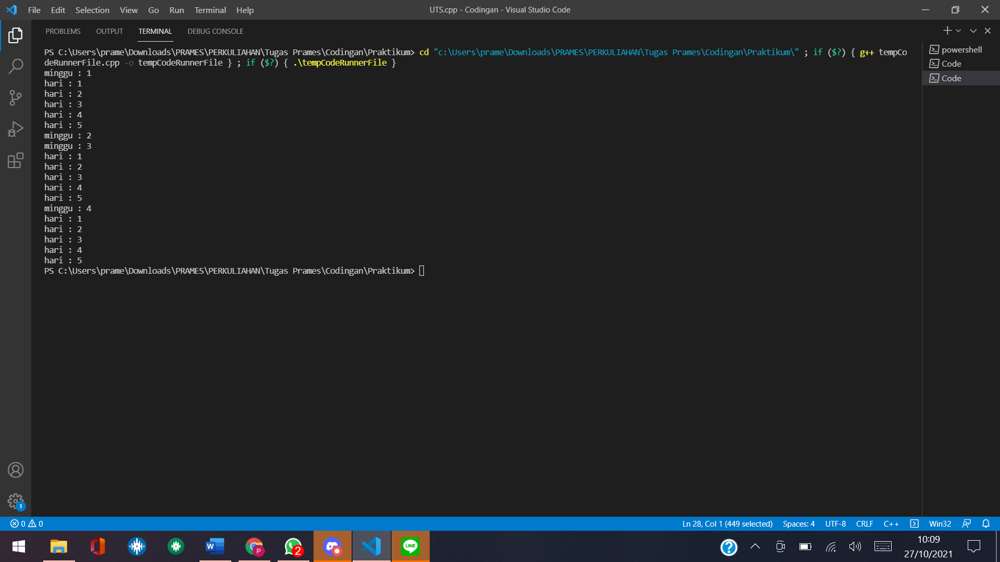 File Edit Selection View Go Run Terminal Help
UTS.cpp - Codingan - Visual Studio Code
PROBLEMS OUTPUT TERMINAL DEBUG CONSOLE
PS C:\Users\prame\Downloads\PRAMES\PERKULIAHAN\Tugas Prames\Codingan\Praktikum> cd "c:\Users\prame\Downloads\PRAMES\PERKULIAHAN\Tugas Prames\Codingan\Praktikum\" ; if ($?) { g++ tempCo
deRunnerFile.cpp -o tempCodeRunnerFile } ; if ($?) { .\tempCodeRunnerFile }
minggu : 1
hari : 1
hari : 2
hari : 3
hari : 4
hari : 5
minggu : 2
minggu : 3
hari : 1
hari : 2
hari : 3
hari : 4
hari : 5
minggu : 4
hari : 1
hari : 2
hari : 3
hari : 4
hari : 5
PS C:\Users\prame\Downloads\PRAMES\PERKULIAHAN\Tugas Prames\Codingan\Praktikum>
powershell
Code
Code
1
0 0
Ln 28, Col 1 (449 selected) Spaces: 4 UTF-8 CRLF C++ Win32
W
P
2
LINE
?
10:09
27/10/2021